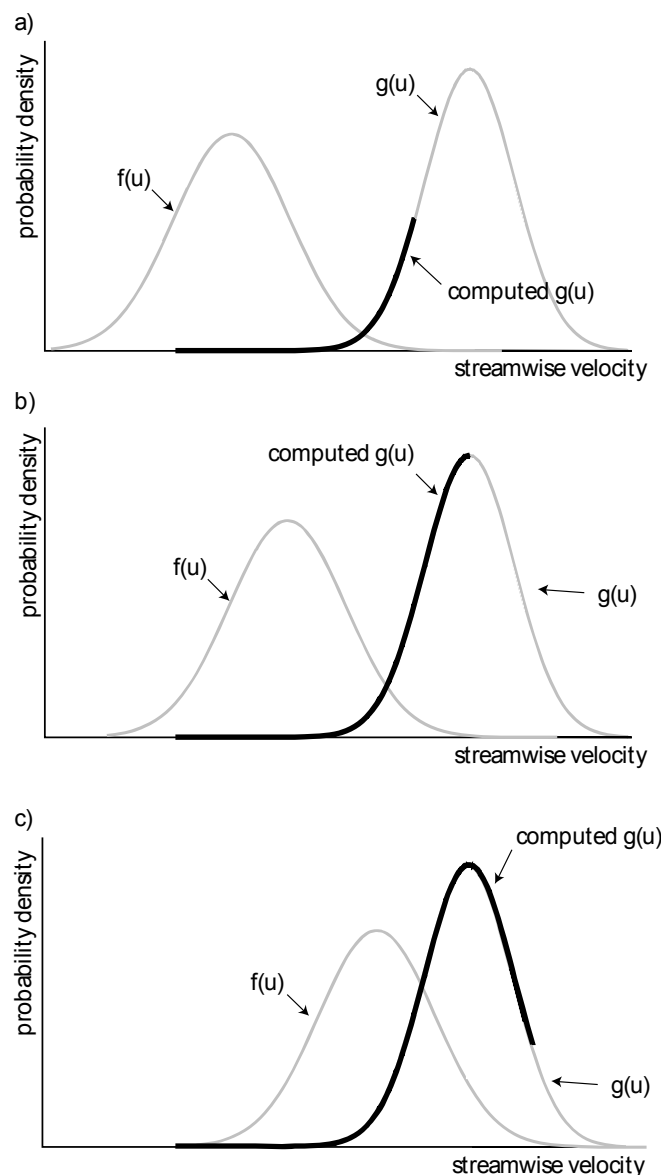 a)
probability density
g(u)
f(u)
computed g(u)
streamwise velocity
b)
probability density
computed g(u)
f(u)
g(u)
streamwise velocity
c)
probability density
computed g(u)
f(u)
g(u)
streamwise velocity